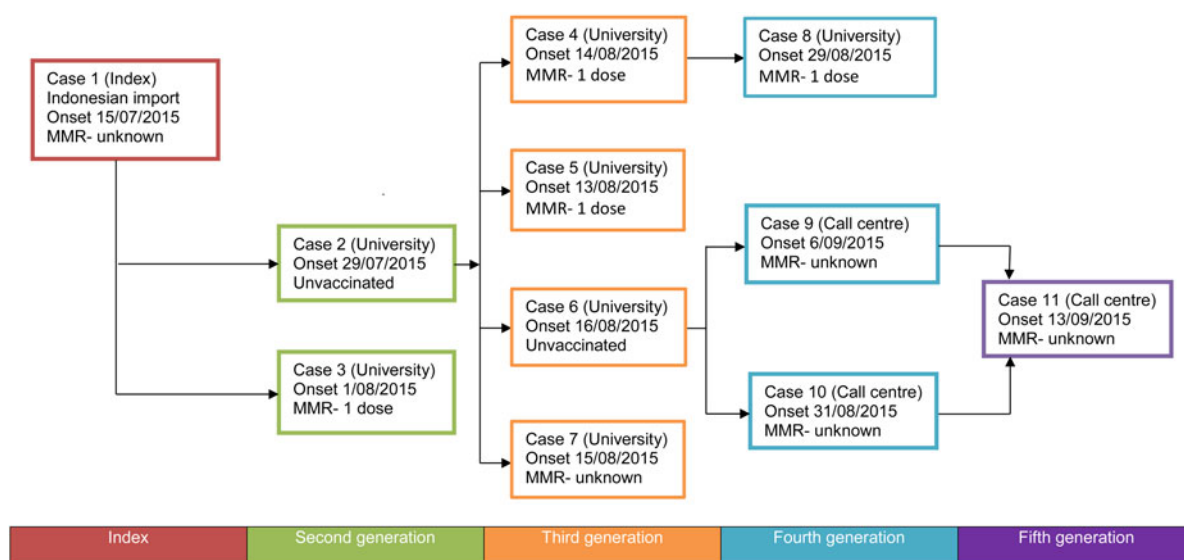 Case 1 (Index)
Indonesian import
Onset 15/07/2015
MMR- unknown
Case 2 (University)
Onset 29/07/2015
Unvaccinated
Case 3 (University)
Onset 1/08/2015
MMR- 1 dose
Case 4 (University)
Onset 14/08/2015
MMR- 1 dose
Case 5 (University)
Onset 13/08/2015
MMR- 1 dose
Case 6 (University)
Onset 16/08/2015
Unvaccinated
Case 7 (University)
Onset 15/08/2015
MMR- unknown
Case 8 (University)
Onset 29/08/2015
MMR- 1 dose
Case 9 (Call centre)
Onset 6/09/2015
MMR- unknown
Case 10 (Call centre)
Onset 31/08/2015
MMR- unknown
Case 11 (Call centre)
Onset 13/09/2015
MMR- unknown
Index
Second generation
Third generation
Fourth generation
Fifth generation